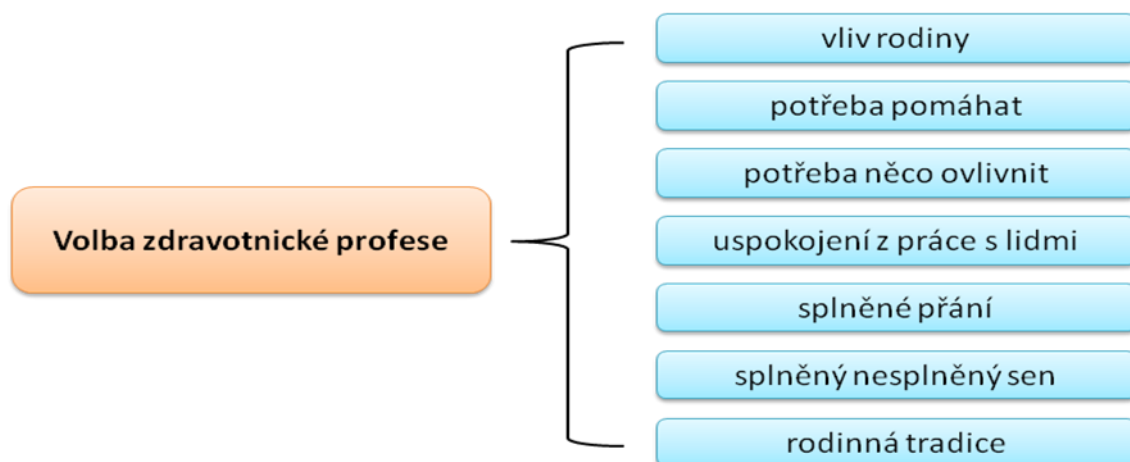 Volba zdravotnické profese
vliv rodiny
potřeba pomáhat
potřeba něco ovlivnit
uspokojení z práce s lidmi
splněné přání
splněný nesplněný sen
rodinná tradice